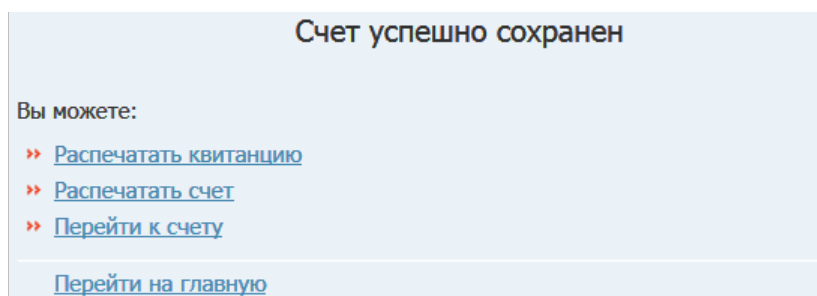 Счет успешно сохранен
Вы можете:
Распечатать квитанцию
Распечатать счет
Перейти к счету
Перейти на главную